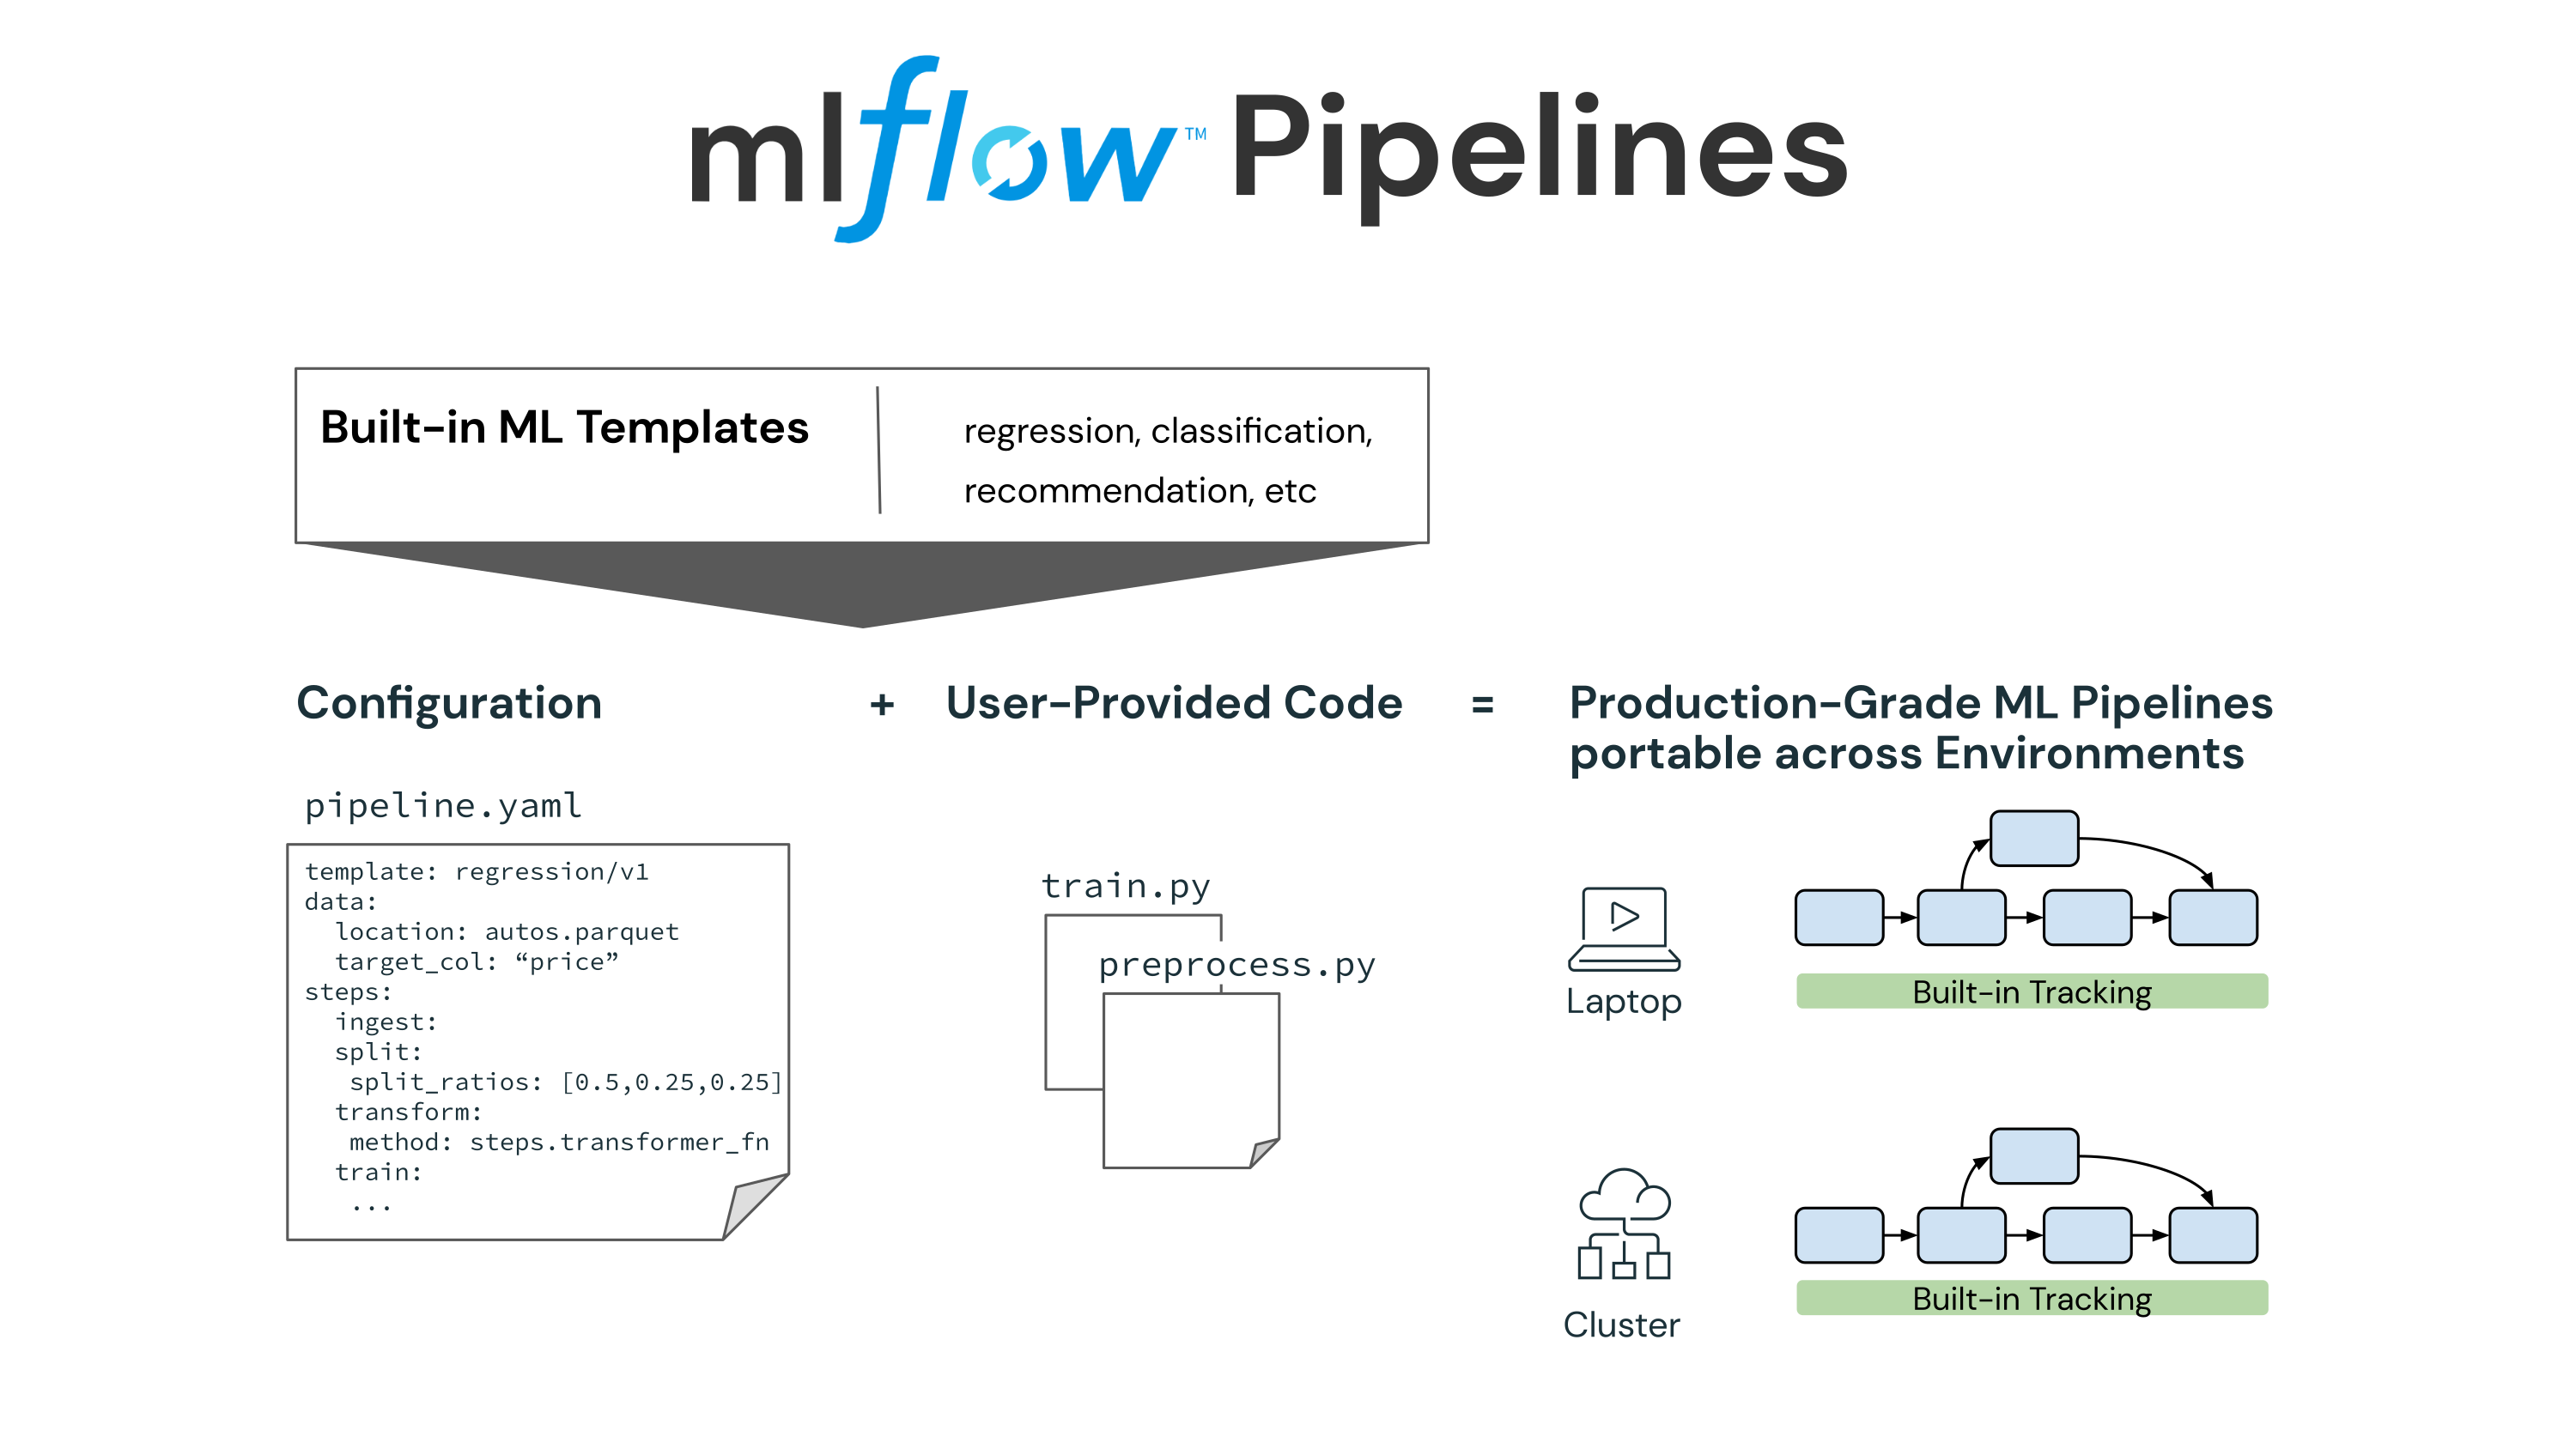 mlflow™ Pipelines
Built-in ML Templates
regression, classification,
recommendation, etc
Configuration
+
User-Provided Code
=
Production-Grade ML Pipelines
portable across Environments
pipeline.yaml
template: regression/v1
data:
  location: autos.parquet
  target_col: “price”
steps:
  ingest:
  split:
   split_ratios: [0.5,0.25,0.25]
  transform:
   method: steps.transformer_fn
  train:
   ...
train.py
preprocess.py
Laptop
Built-in Tracking
Cluster
Built-in Tracking